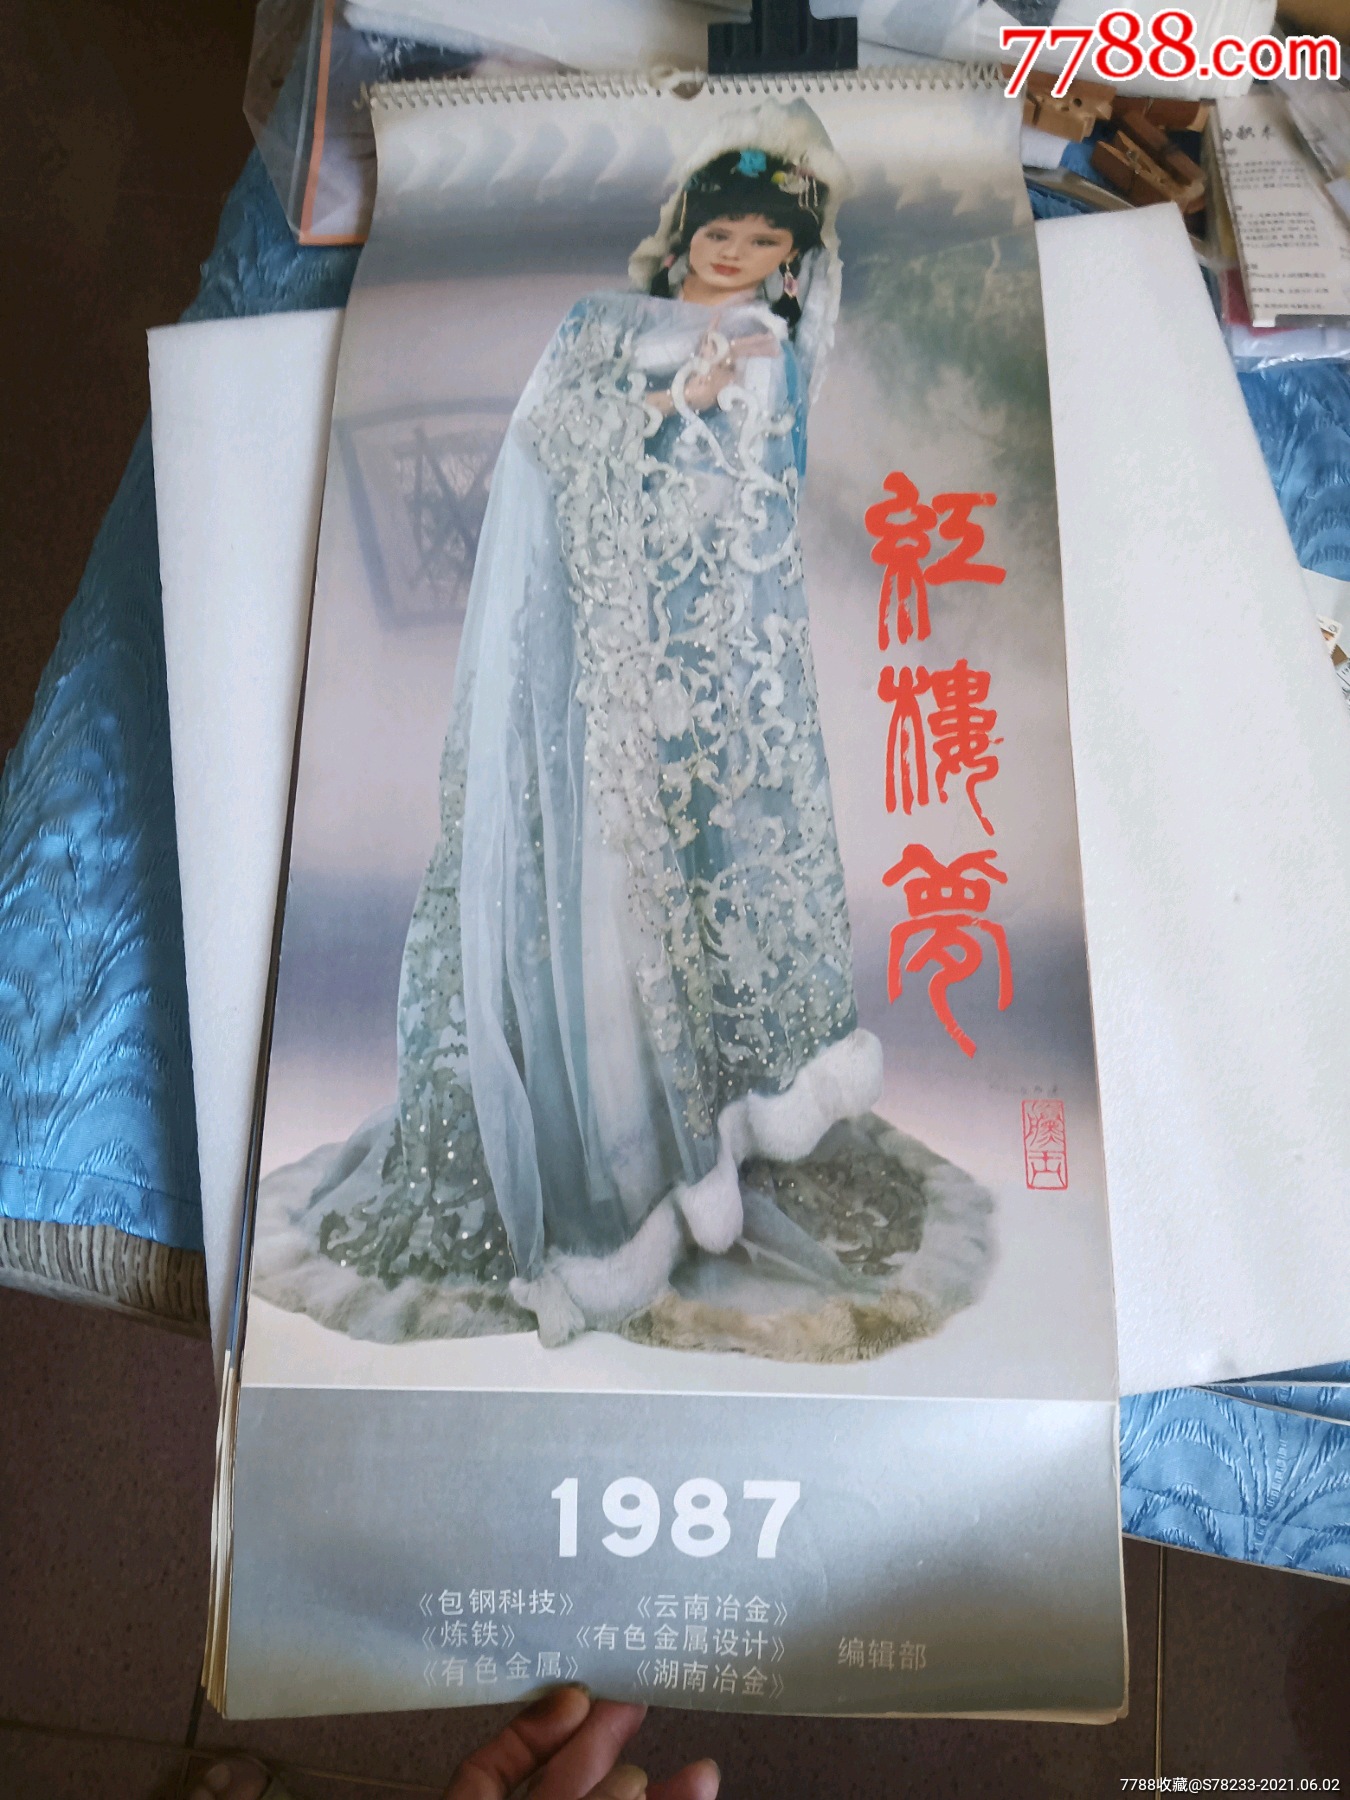 7788.com
紅樓夢
1987
《包钢科技》 《云南冶金》
《炼铁》 《有色金属设计》 编辑部
《有色金属》 《湖南冶金》
7788收藏@S78233-2021.06.02